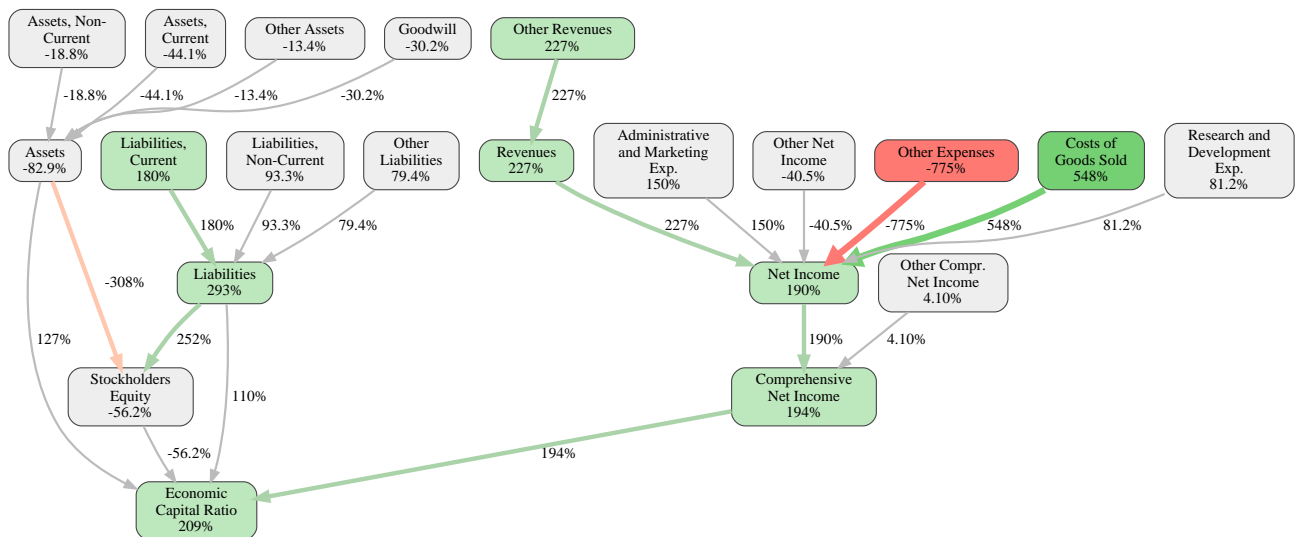 Assets, Non-
Current
-18.8%
Assets,
Current
-44.1%
Other Assets
-13.4%
Goodwill
-30.2%
Other Revenues
227%
-18.8%
-44.1%
-13.4%
-30.2%
227%
Assets
-82.9%
Liabilities,
Current
180%
Liabilities,
Non-Current
93.3%
Other
Liabilities
79.4%
Revenues
227%
Administrative
and Marketing
Exp.
150%
Other Net
Income
-40.5%
Other Expenses
-775%
Costs of
Goods Sold
548%
Research and
Development
Exp.
81.2%
180%
93.3%
79.4%
227%
150%
-40.5%
-775%
548%
81.2%
-308%
Liabilities
293%
Net Income
190%
Other Compr.
Net Income
4.10%
127%
252%
190%
4.10%
Stockholders
Equity
-56.2%
110%
Comprehensive
Net Income
194%
-56.2%
194%
Economic
Capital Ratio
209%